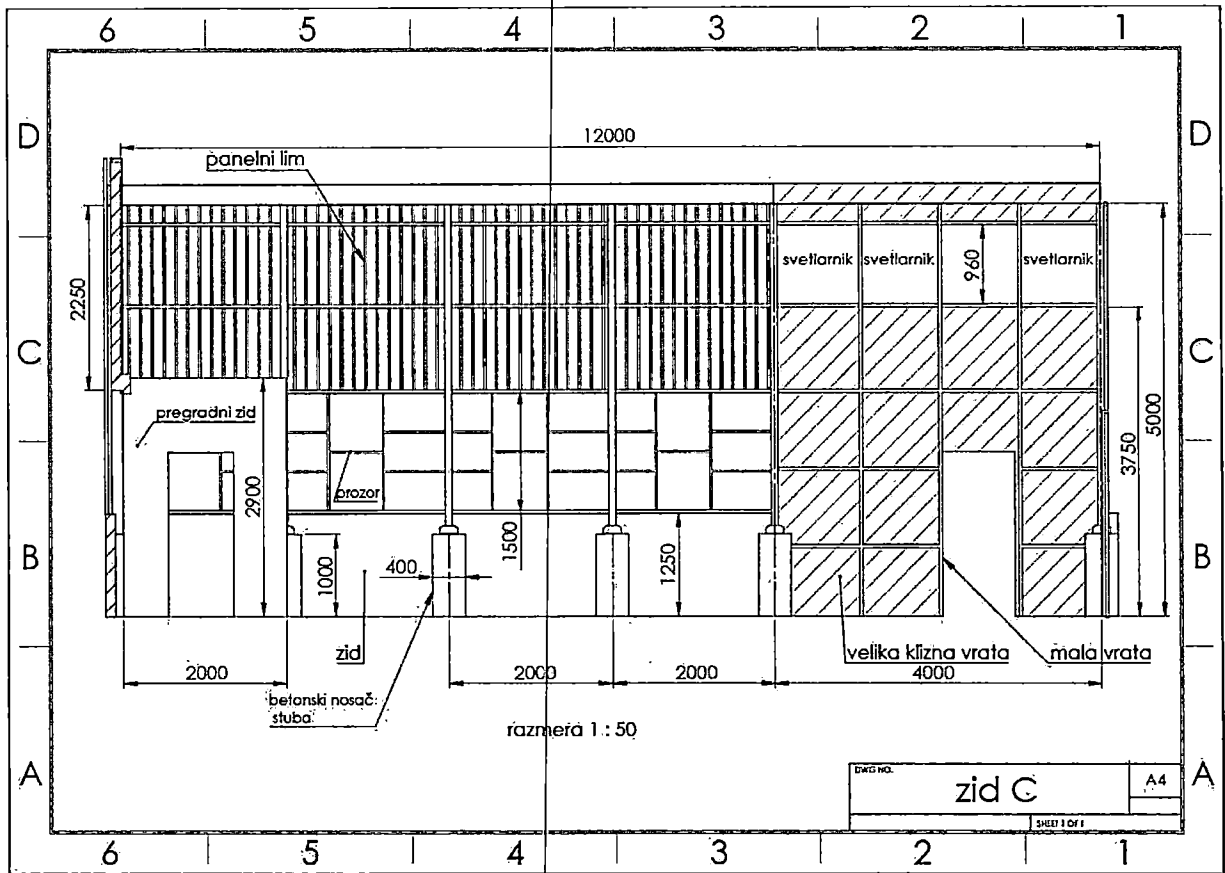 6 5 4 3 2 1
D D
12000
panelni lim
svetlarnik svetlarnik svetlarnik
960
2250
C C
pregradni zid
prozor
2900
1500
1250
3750
5000
B B
1000
400
zid
velika klizna vrata
mala vrata
2000 2000 2000 4000
betonski nosač
stuba
razmera 1 : 50
A A
DWG NO.
zid C
A4
SHEET 1 OF 1
6 5 4 3 2 1